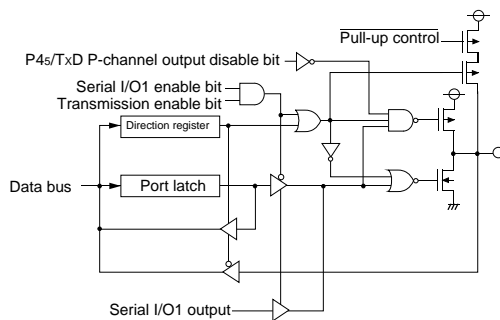 Pull-up control
P45/TxD P-channel output disable bit
Serial I/O1 enable bit
Transmission enable bit
Direction register
Data bus
Port latch
Serial I/O1 output